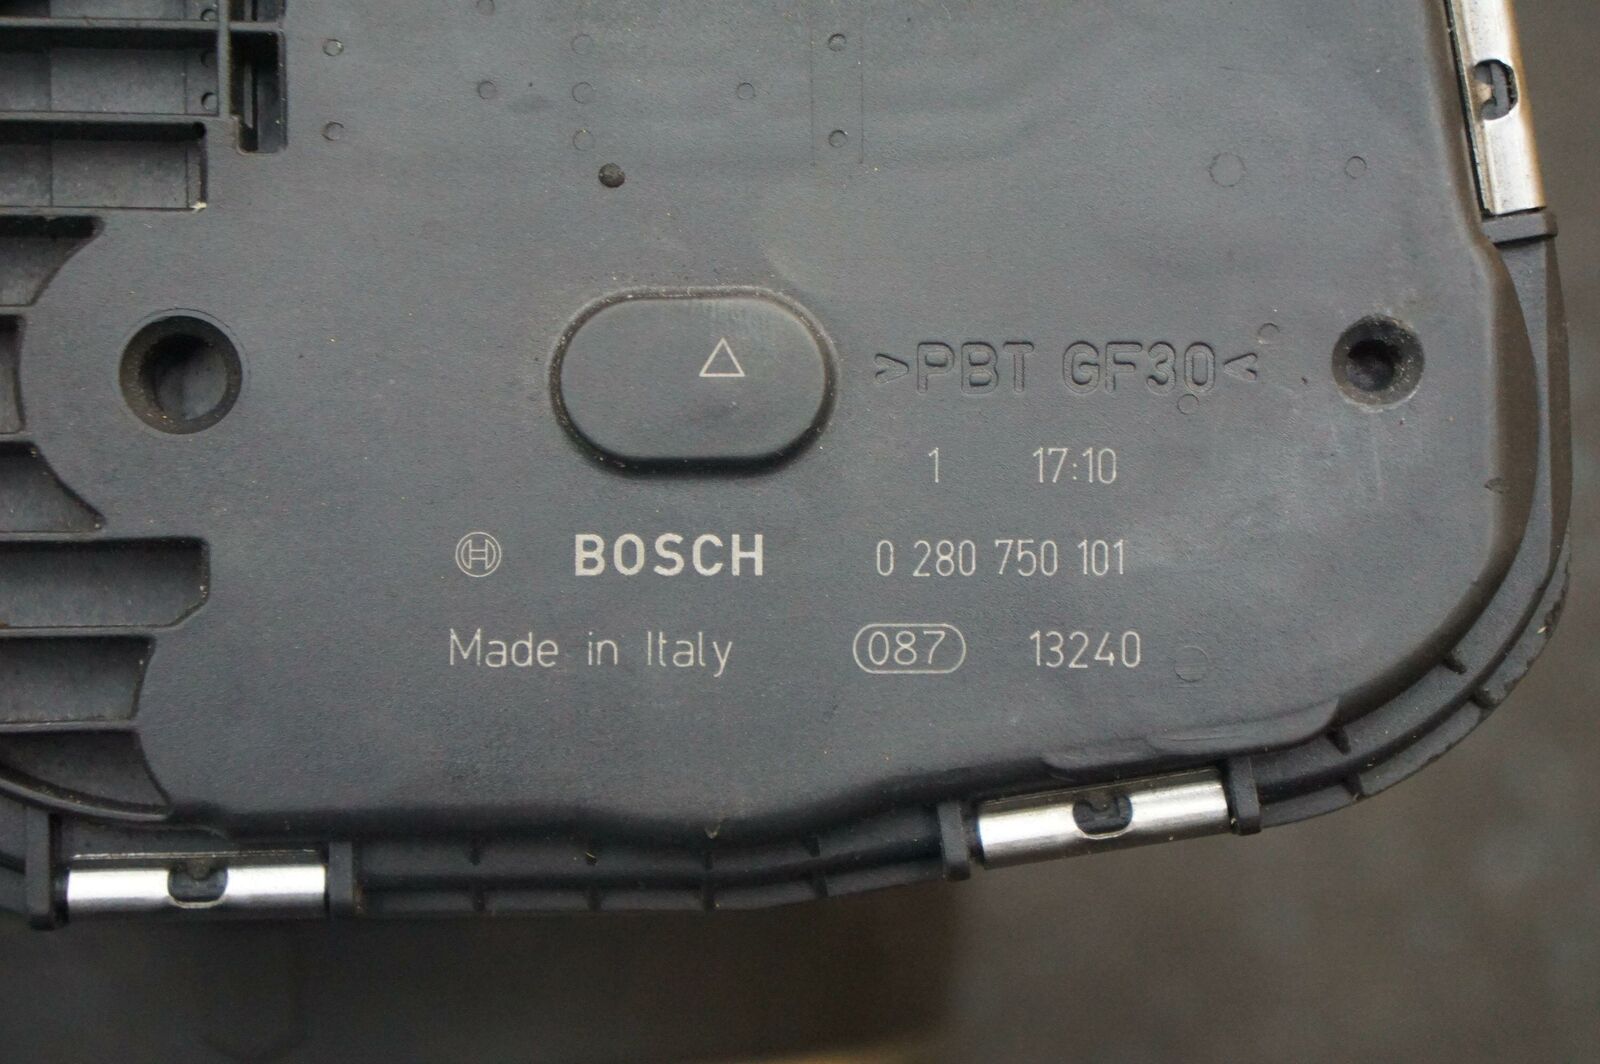 >PBT GF30<
1 17:10
BOSCH 0 280 750 101
Made in Italy 087 13240